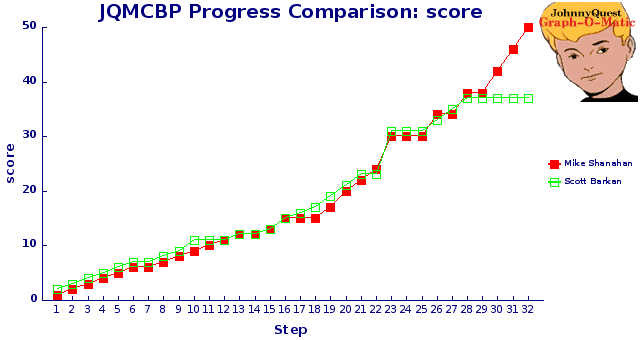 JQMCBP Progress Comparison: score
JohnnyQuest
Graph-O-Matic
50
40
30
20
10
0
score
1 2 3 4 5 6 7 8 9 10 11 12 13 14 15 16 17 18 19 20 21 22 23 24 25 26 27 28 29 30 31 32
Step
Mike Shanahan
Scott Barkan